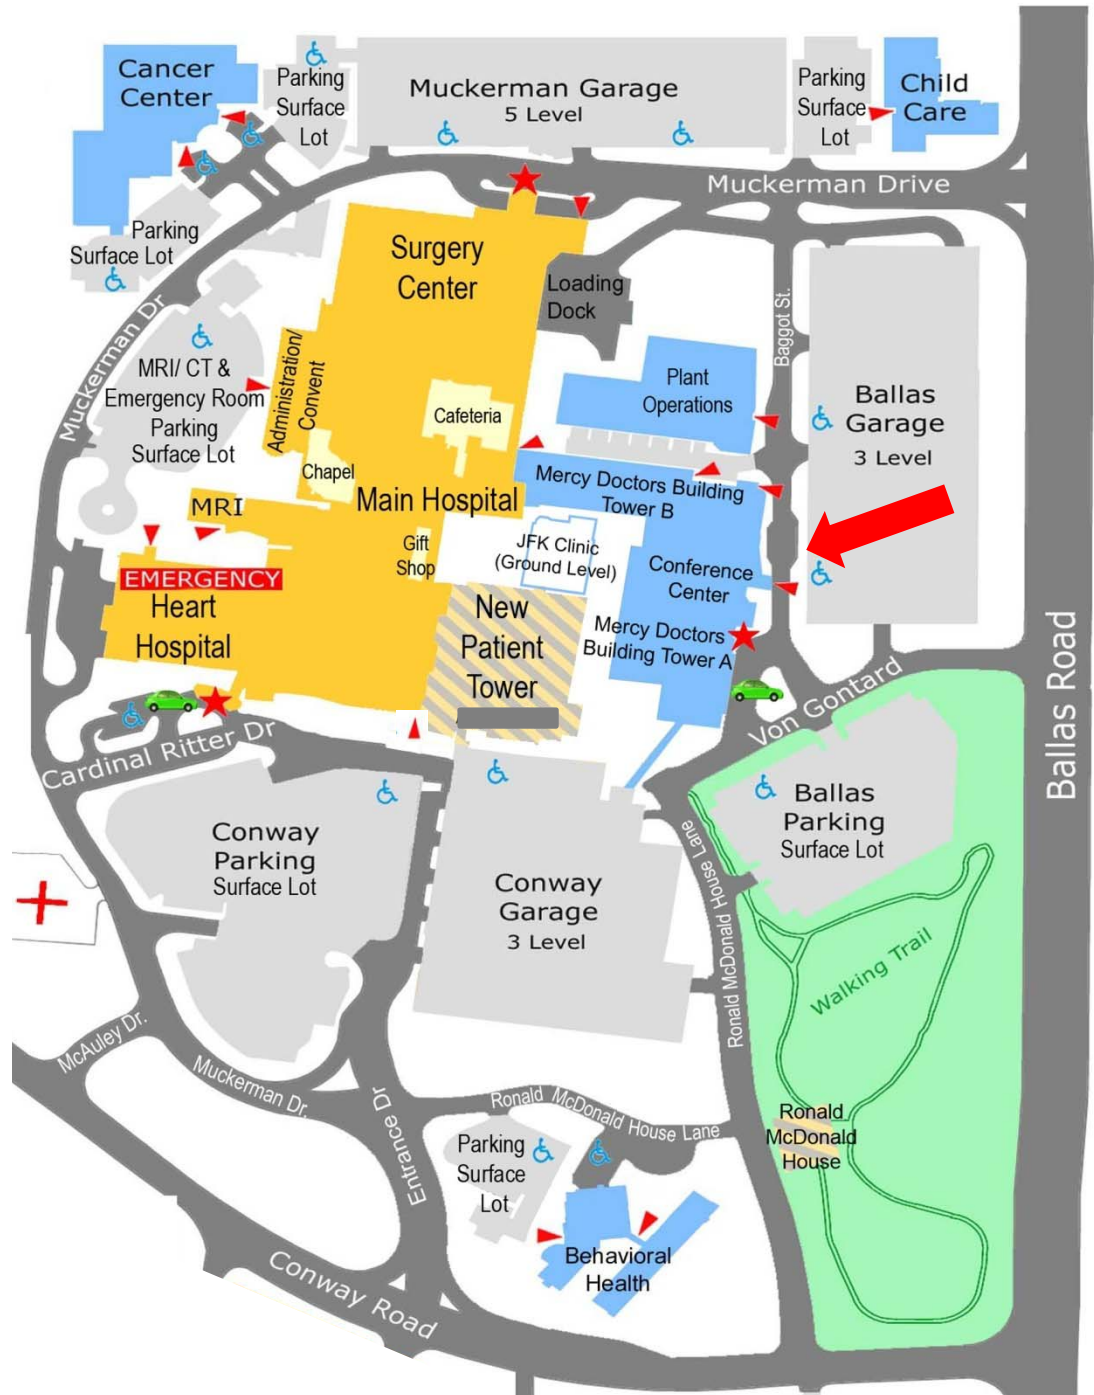 Cancer
Center
Parking
Surface
Lot
Muckerman Garage
5 Level
Parking
Surface
Lot
Child
Care
Muckerman Drive
Parking
Surface Lot
Surgery
Center
Loading
Dock
Baggot St.
Muckerman Dr
MRI/ CT &
Emergency Room
Parking
Surface Lot
Administration/
Convent
Plant
Operations
Ballas
Garage
3 Level
Cafeteria
Chapel
Main Hospital
Mercy Doctors Building
Tower B
MRI
Gift
Shop
JFK Clinic
(Ground Level)
Conference
Center
EMERGENCY
Heart
Hospital
New
Patient
Tower
Mercy Doctors
Building Tower A
Von Gontard
Ballas Road
Cardinal Ritter Dr
Conway
Parking
Surface Lot
Ballas
Parking
Surface Lot
Conway
Garage
3 Level
Ronald McDonald House Lane
Walking Trail
McAuley Dr.
Muckerman Dr.
Entrance Dr
Ronald McDonald House Lane
Ronald
McDonald
House
Parking
Surface
Lot
Behavioral
Health
Conway Road